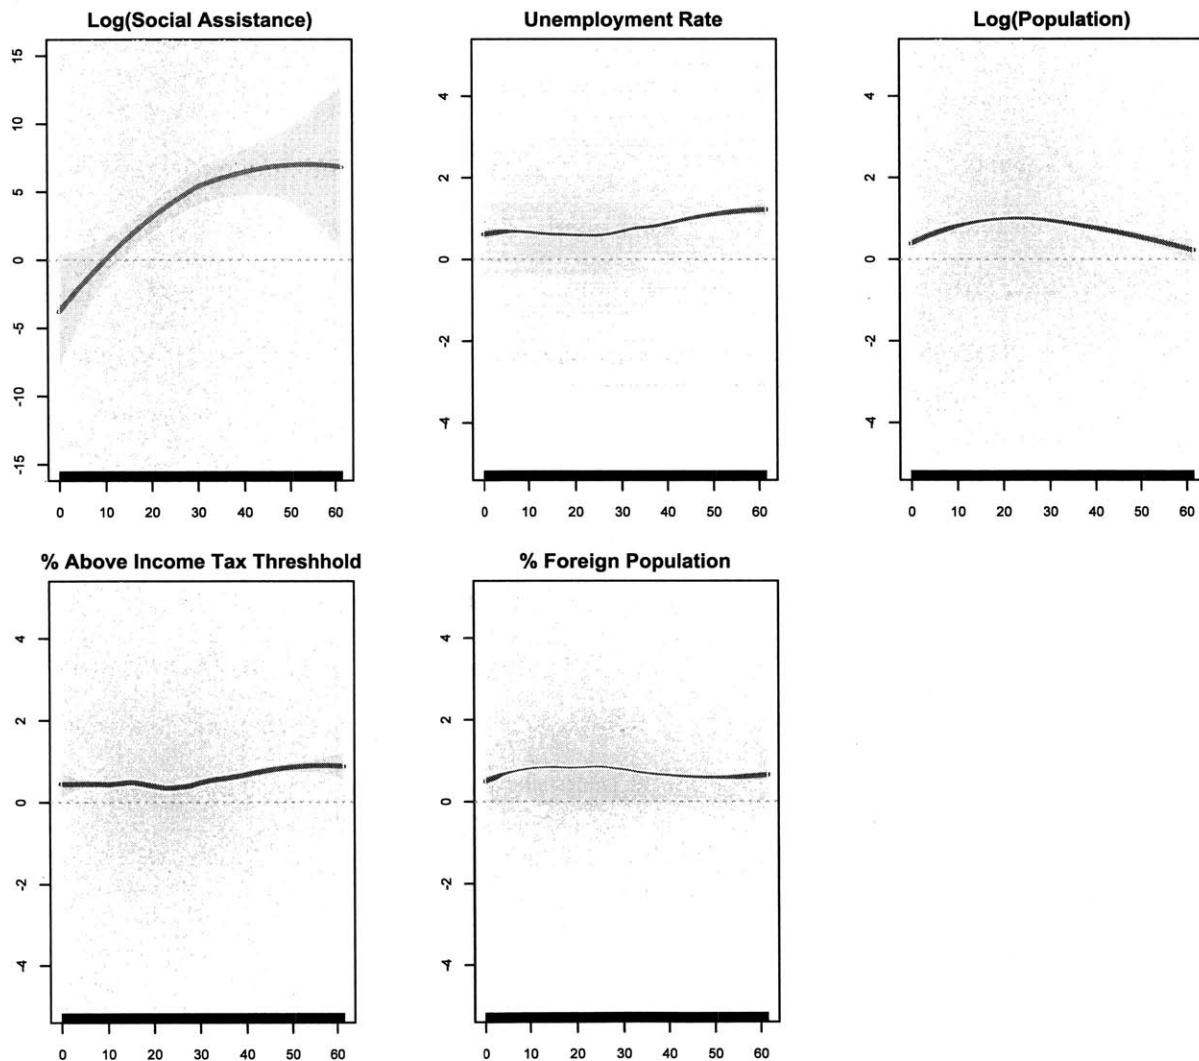 Log(Social Assistance)
Unemployment Rate
Log(Population)
15
10
5
0
-5
-10
-15
4
2
0
-2
-4
4
2
0
-2
-4
0 10 20 30 40 50 60
0 10 20 30 40 50 60
0 10 20 30 40 50 60
% Above Income Tax Threshhold
% Foreign Population
4
2
0
-2
-4
4
2
0
-2
-4
0 10 20 30 40 50 60
0 10 20 30 40 50 60